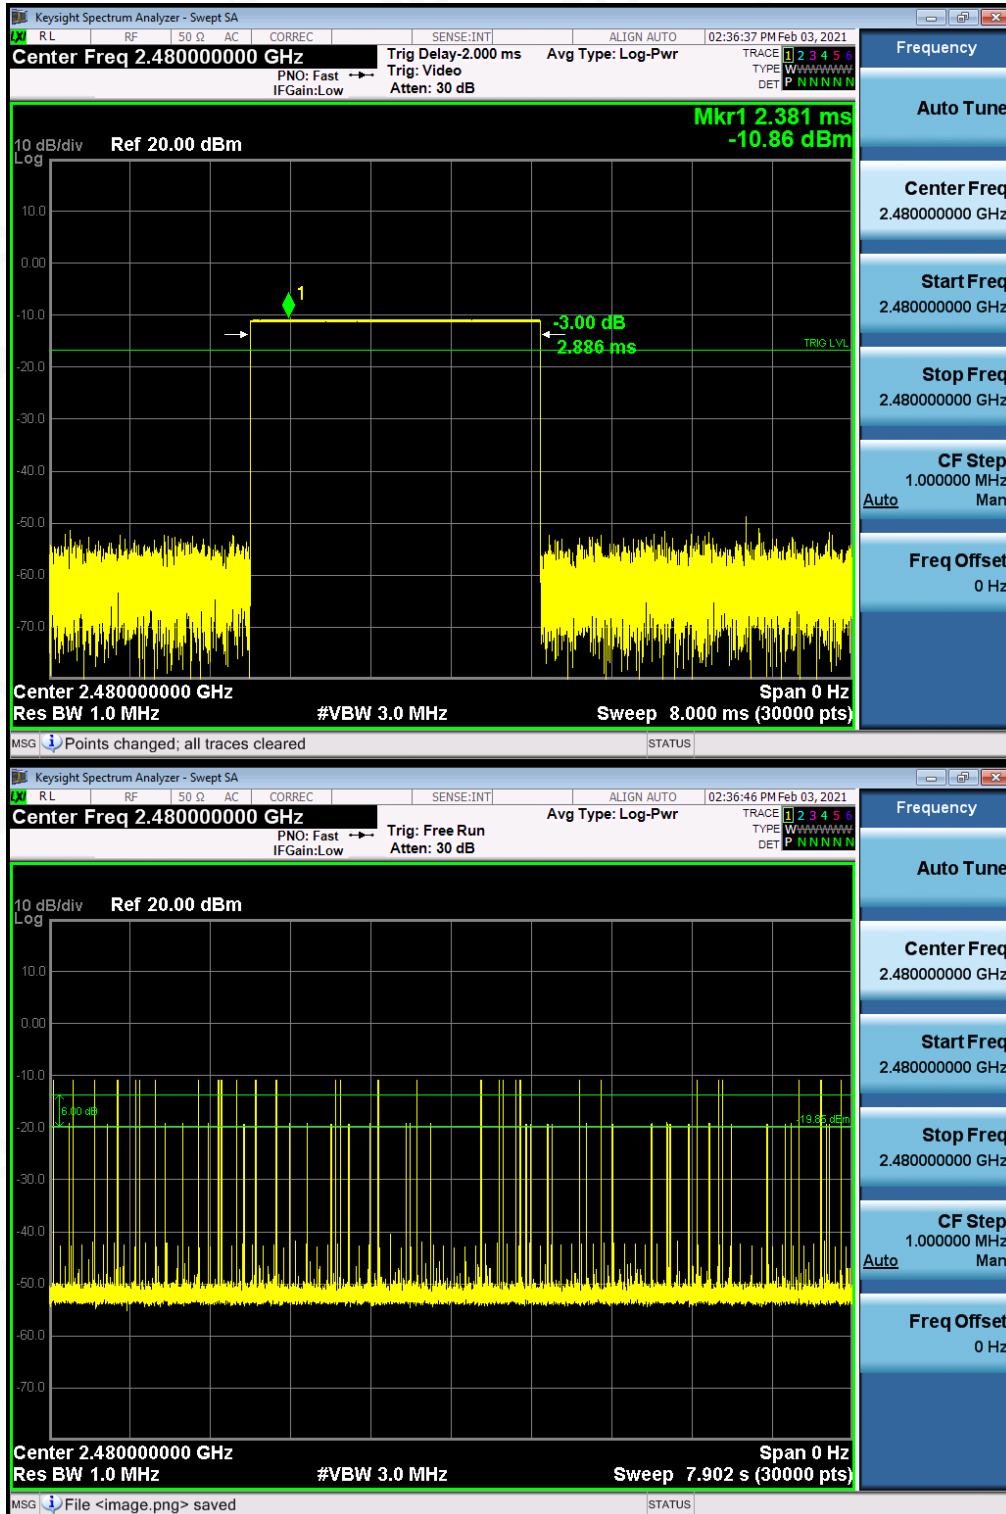 Keysight Spectrum Analyzer - Swept SA
LXI RL RF 50 Ω AC CORREC SENSE:INT ALIGN AUTO 02:36:37 PM Feb 03, 2021
Center Freq 2.480000000 GHz
PNO: Fast
IFGain:Low
Trig Delay-2.000 ms
Trig: Video
Atten: 30 dB
Avg Type: Log-Pwr
TRACE 1 2 3 4 5 6
TYPE WWWWWW
DET P N N N N N
Frequency
Auto Tune
Center Freq
2.480000000 GHz
Start Freq
2.480000000 GHz
Stop Freq
2.480000000 GHz
CF Step
1.000000 MHz
Auto Man
Freq Offset
0 Hz
Mkr1 2.381 ms
-10.86 dBm
10 dB/div Ref 20.00 dBm
Log
10.0
0.00
1
-10.0
-3.00 dB
2.886 ms
TRIG LVL
-20.0
-30.0
-40.0
-50.0
-60.0
-70.0
Center 2.480000000 GHz Span 0 Hz
Res BW 1.0 MHz #VBW 3.0 MHz Sweep 8.000 ms (30000 pts)
MSG Points changed; all traces cleared STATUS
Keysight Spectrum Analyzer - Swept SA
LXI RL RF 50 Ω AC CORREC SENSE:INT ALIGN AUTO 02:36:46 PM Feb 03, 2021
Center Freq 2.480000000 GHz
PNO: Fast
IFGain:Low
Trig: Free Run
Atten: 30 dB
Avg Type: Log-Pwr
TRACE 1 2 3 4 5 6
TYPE WWWWWW
DET P N N N N N
Frequency
Auto Tune
Center Freq
2.480000000 GHz
Start Freq
2.480000000 GHz
Stop Freq
2.480000000 GHz
CF Step
1.000000 MHz
Auto Man
Freq Offset
0 Hz
10 dB/div Ref 20.00 dBm
Log
10.0
0.00
-10.0
6.00 dB
-19.85 dBm
-20.0
-30.0
-40.0
-50.0
-60.0
-70.0
Center 2.480000000 GHz Span 0 Hz
Res BW 1.0 MHz #VBW 3.0 MHz Sweep 7.902 s (30000 pts)
MSG File <image.png> saved STATUS